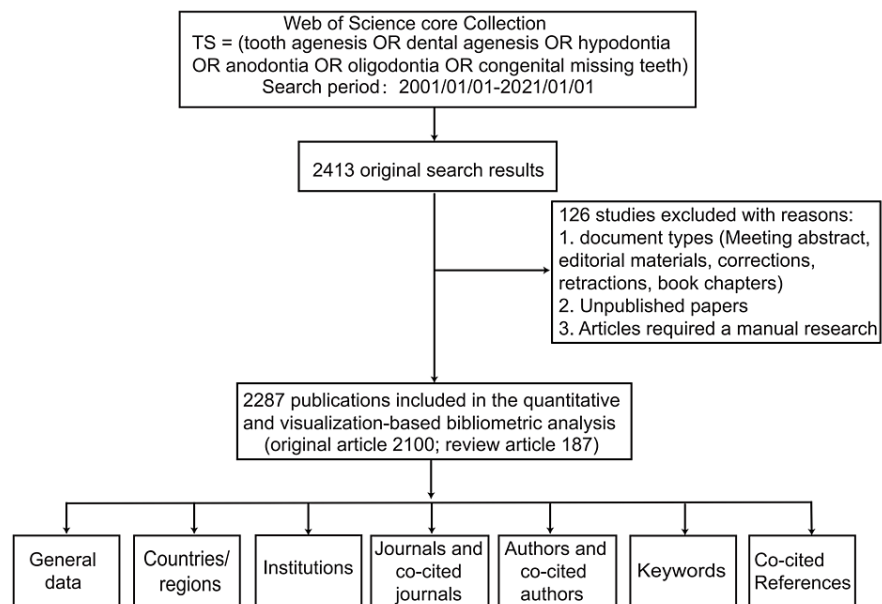 Web of Science core Collection
TS = (tooth agenesis OR dental agenesis OR hypodontia
OR anodontia OR oligodontia OR congenital missing teeth)
Search period：2001/01/01-2021/01/01
2413 original search results
126 studies excluded with reasons:
1. document types (Meeting abstract,
editorial materials, corrections,
retractions, book chapters)
2. Unpublished papers
3. Articles required a manual research
2287 publications included in the quantitative
and visualization-based bibliometric analysis
(original article 2100; review article 187)
General
data
Countries/
regions
Institutions
Journals and
co-cited
journals
Authors and
co-cited
authors
Keywords
Co-cited
References